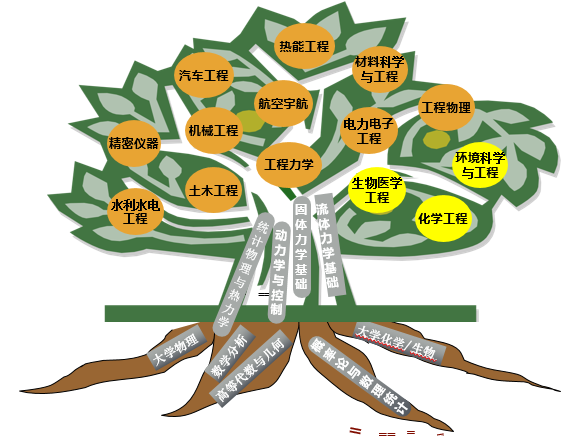 热能工程
材料科学
与工程
汽车工程
航空宇航
工程物理
机械工程
电力电子
工程
精密仪器
工程力学
环境科学
与工程
生物医学
工程
土木工程
水利水电
工程
化学工程
统计物理与热力学
动力学与控制
固体力学基础
流体力学基础
大学物理
数学分析
高等代数与几何
概率论与数理统计
大学化学/生物